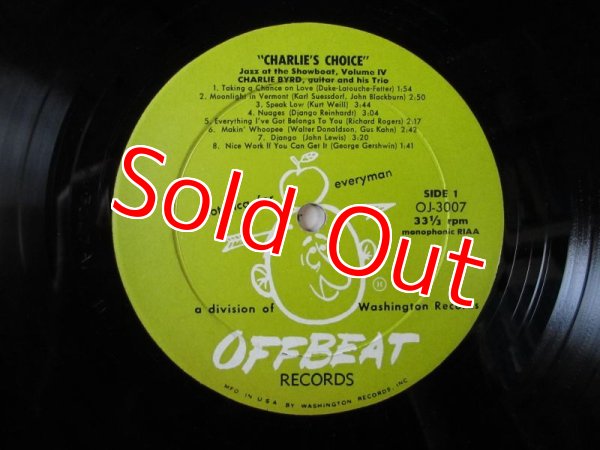 "CHARLIE'S CHOICE"
Jazz at the Showboat, Volume IV
CHARLIE BYRD, guitar and his Trio
1. Taking a Chance on Love (Duke-Latouche-Fetter) 1:54
2. Moonlight in Vermont (Karl Suessdorf, John Blackburn) 2:50
3. Speak Low (Kurt Weill) 3:44
4. Nuages (Django Reinhardt) 3:04
5. Everything I've Got Belongs To You (Richard Rogers) 2:17
6. Makin' Whoopee (Walter Donaldson, Gus Kahn) 2:42
7. Django (John Lewis) 3:20
8. Nice Work If You Can Get It (George Gershwin) 1:41
everyman
SIDE 1
OJ-3007
33⅓ rpm
monophonic RIAA
Sold Out
a division of Washington Records
OFFBEAT
RECORDS
MFD IN U.S.A. BY WASHINGTON RECORDS, INC